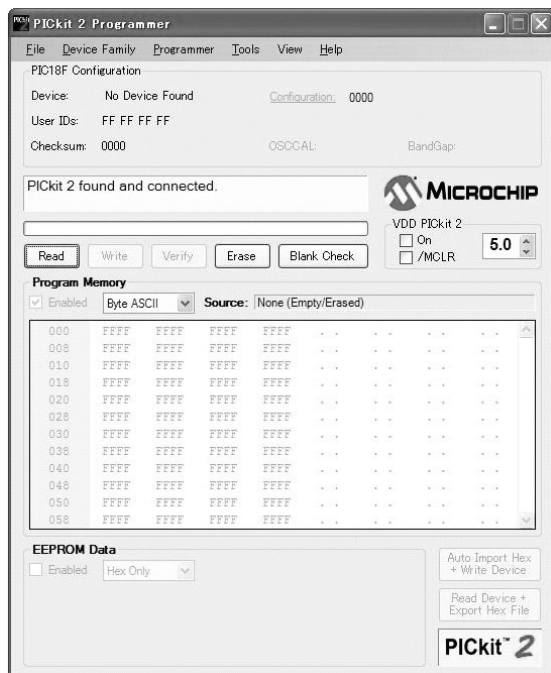 PICkit 2 Programmer
File Device Family Programmer Tools View Help
PIC18F Configuration
Device: No Device Found Configuration: 0000
User IDs: FF FF FF FF
Checksum: 0000 OSCCAL: BandGap:
PICkit 2 found and connected.
MICROCHIP
VDD PICkit 2
On
/MCLR
5.0
Read Write Verify Erase Blank Check
Program Memory
Enabled Byte ASCII Source: None (Empty/Erased)
000 FFFF FFFF FFFF FFFF . . . . . . . .
008 FFFF FFFF FFFF FFFF . . . . . . . .
010 FFFF FFFF FFFF FFFF . . . . . . . .
018 FFFF FFFF FFFF FFFF . . . . . . . .
020 FFFF FFFF FFFF FFFF . . . . . . . .
028 FFFF FFFF FFFF FFFF . . . . . . . .
030 FFFF FFFF FFFF FFFF . . . . . . . .
038 FFFF FFFF FFFF FFFF . . . . . . . .
040 FFFF FFFF FFFF FFFF . . . . . . . .
048 FFFF FFFF FFFF FFFF . . . . . . . .
050 FFFF FFFF FFFF FFFF . . . . . . . .
058 FFFF FFFF FFFF FFFF . . . . . . . .
EEPROM Data
Enabled Hex Only
Auto Import Hex
+ Write Device
Read Device +
Export Hex File
PICkit™ 2